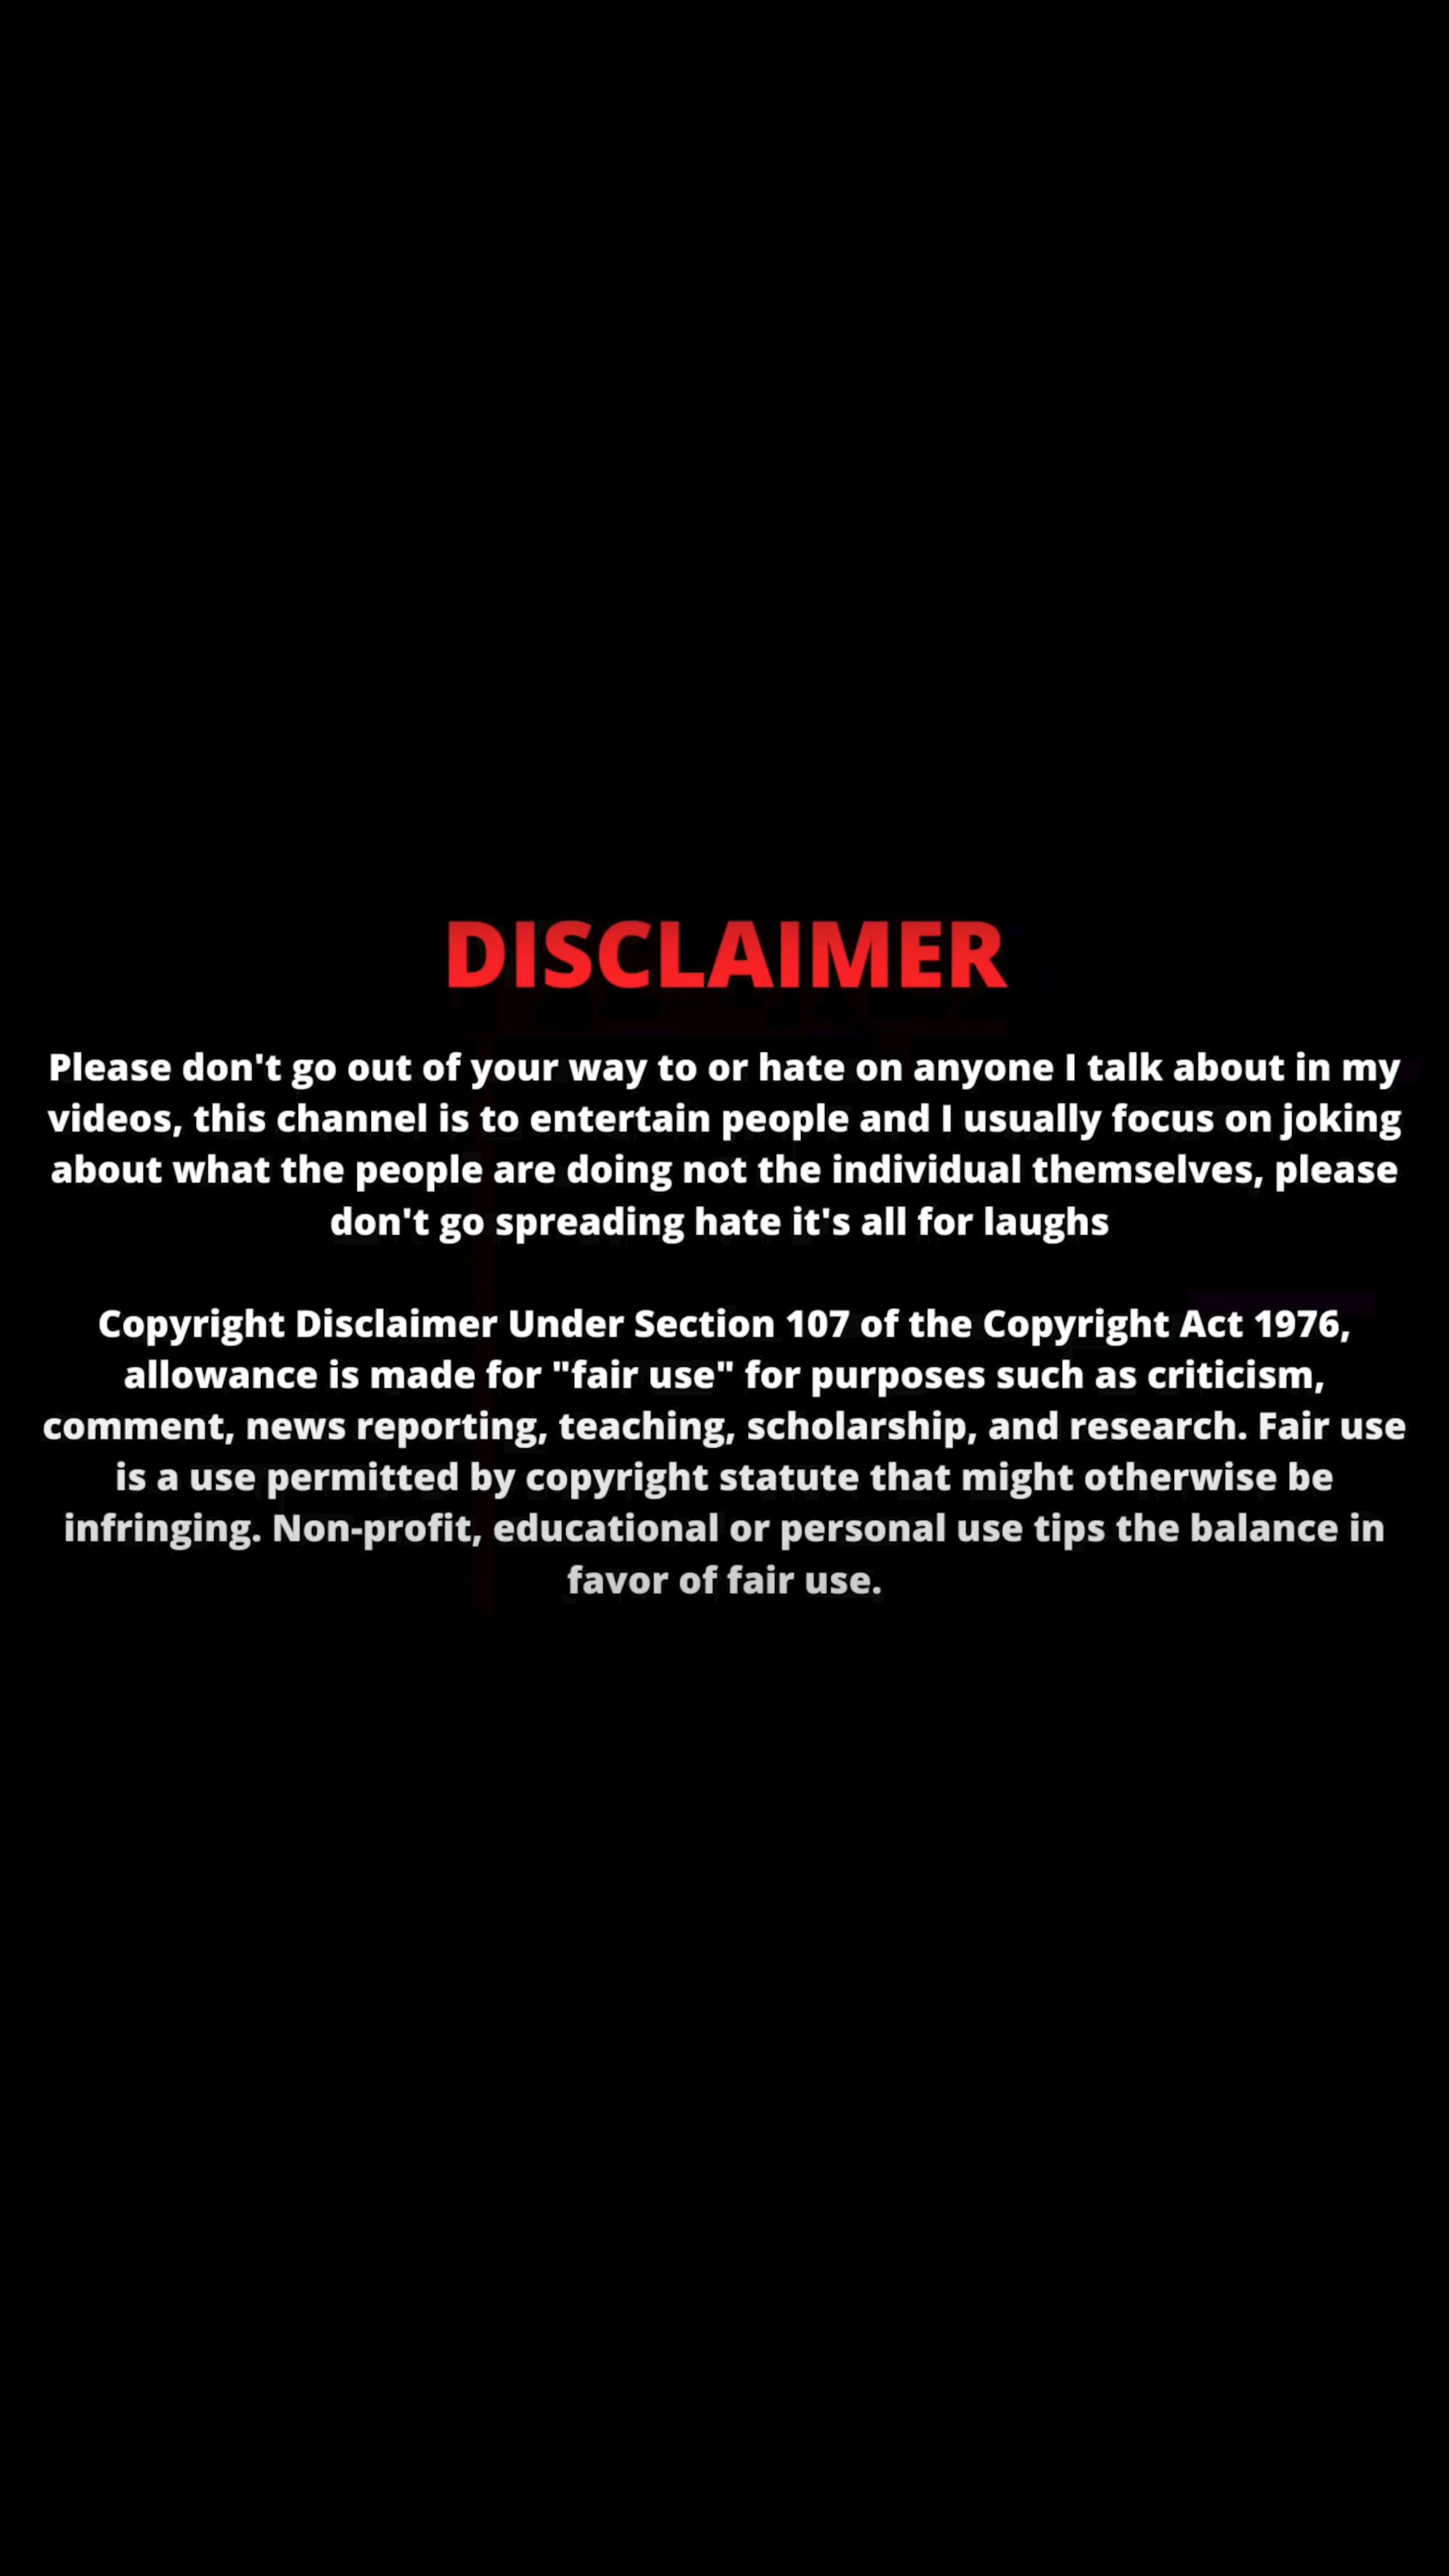 DISCLAIMER
Please don't go out of your way to or hate on anyone I talk about in my
videos, this channel is to entertain people and I usually focus on joking
about what the people are doing not the individual themselves, please
don't go spreading hate it's all for laughs
Copyright Disclaimer Under Section 107 of the Copyright Act 1976,
allowance is made for "fair use" for purposes such as criticism,
comment, news reporting, teaching, scholarship, and research. Fair use
is a use permitted by copyright statute that might otherwise be
infringing. Non-profit, educational or personal use tips the balance in
favor of fair use.